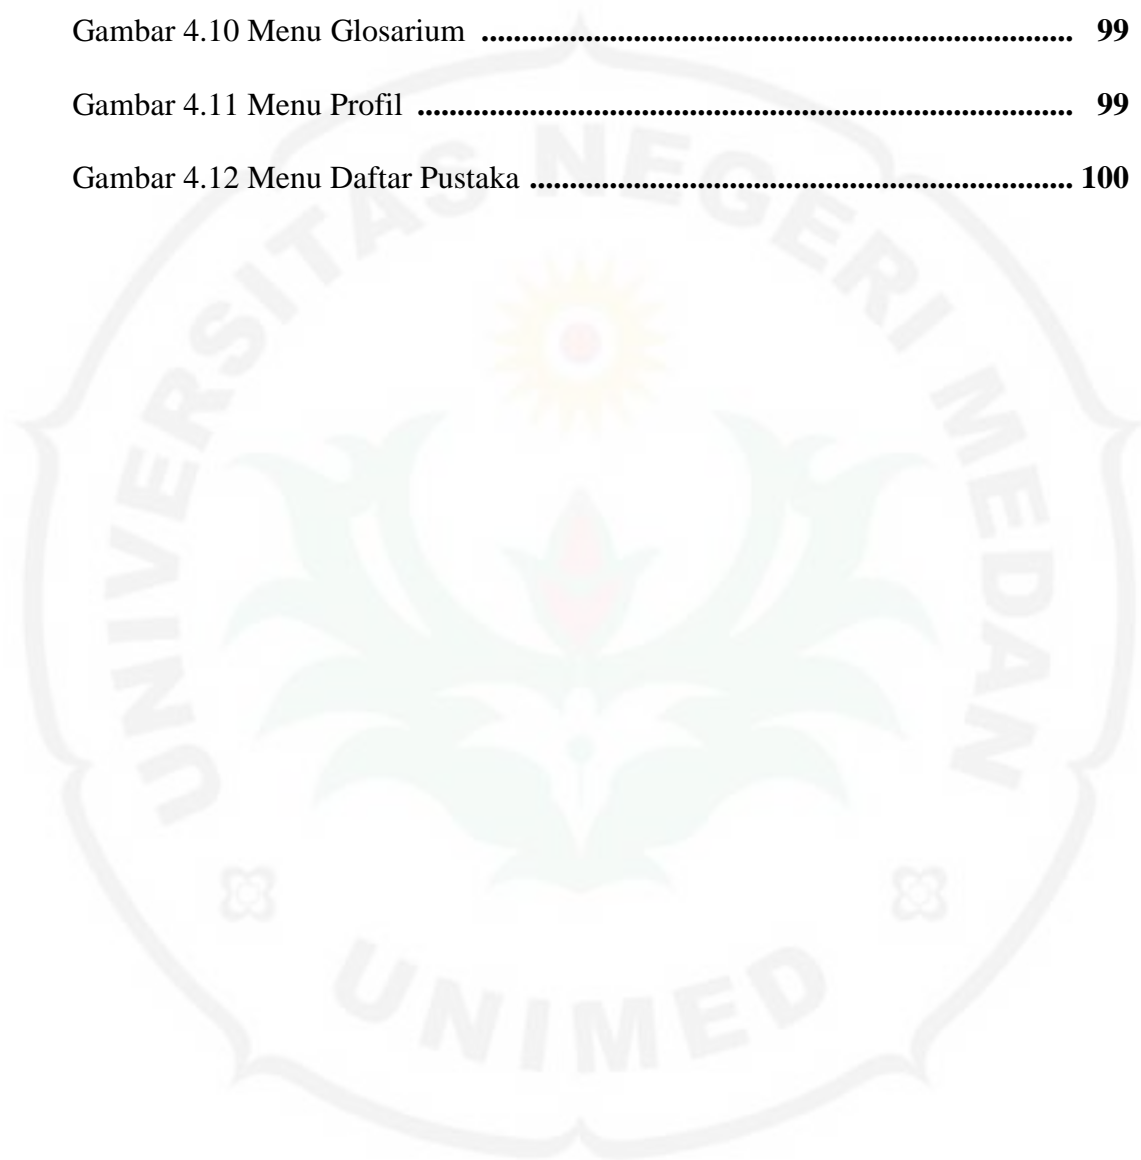 Gambar 4.10 Menu Glosarium .......................................................................... 99
Gambar 4.11 Menu Profil .................................................................................. 99
Gambar 4.12 Menu Daftar Pustaka .................................................................... 100
UNIVERSITAS NEGERI MEDAN
UNIMED